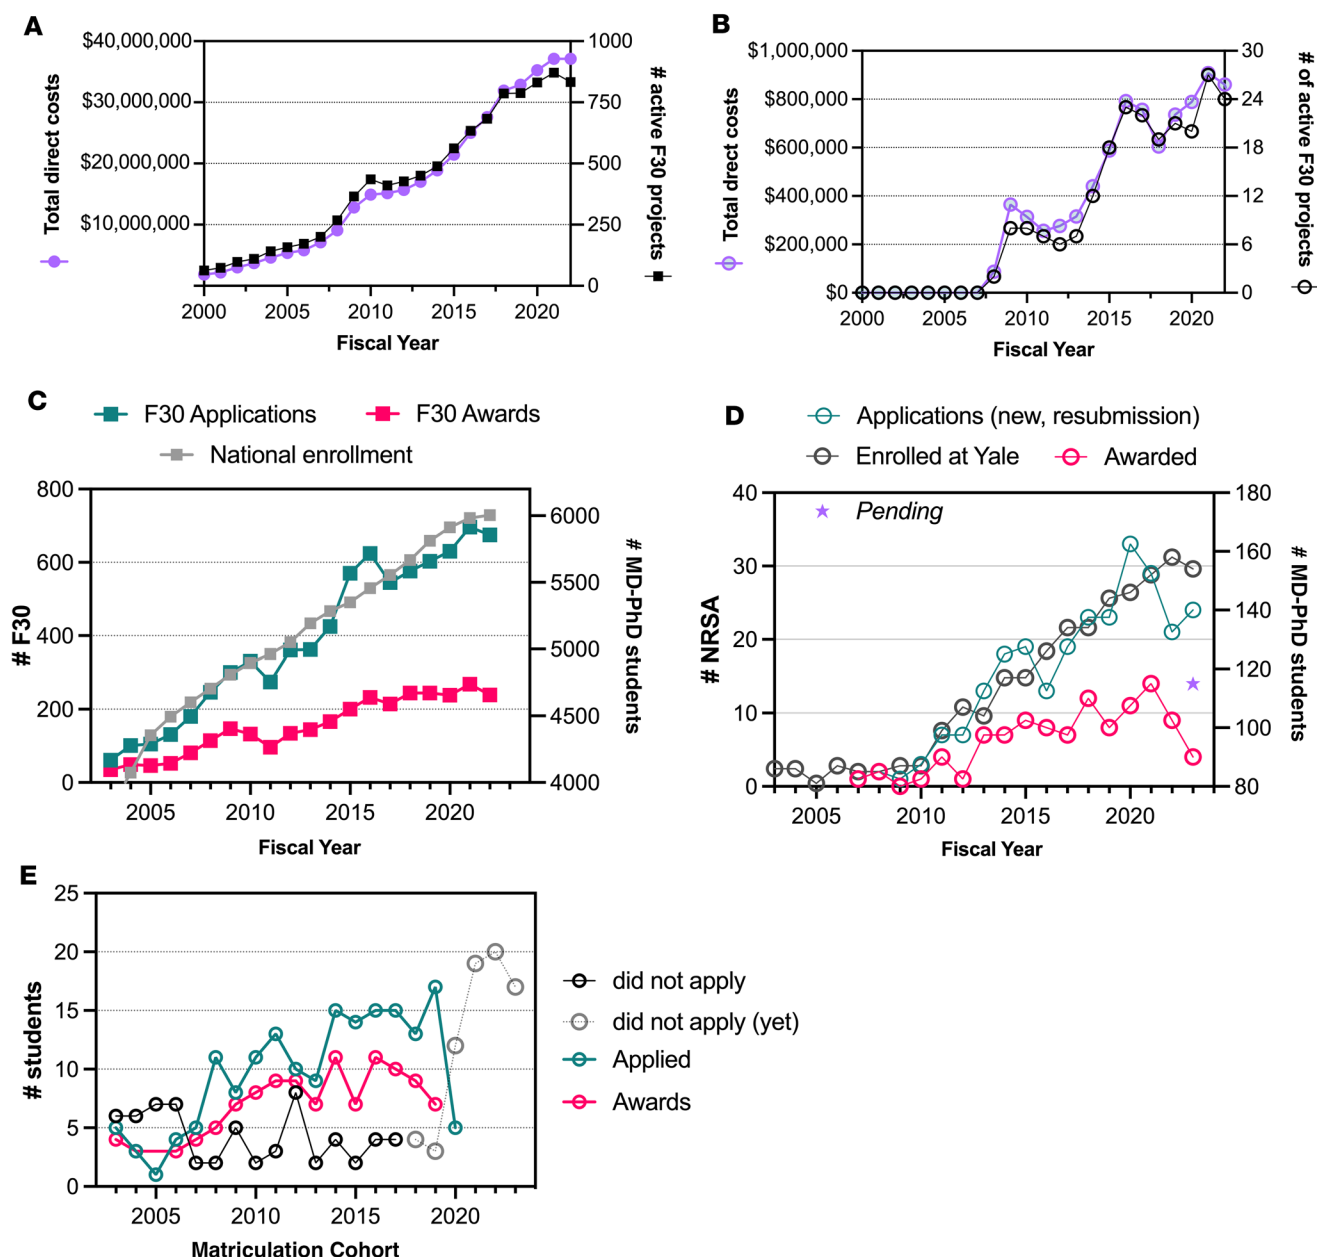 A
$40,000,000
$30,000,000
$20,000,000
$10,000,000
Total direct costs
1000
750
500
250
0
# active F30 projects
2000
2005
2010
2015
2020
Fiscal Year
B
$1,000,000
$800,000
$600,000
$400,000
$200,000
$0
Total direct costs
30
24
18
12
6
0
# of active F30 projects
2000
2005
2010
2015
2020
Fiscal Year
C
F30 Applications
F30 Awards
National enrollment
800
600
400
200
0
# F30
6000
5500
5000
4500
4000
# MD-PhD students
2005
2010
2015
2020
Fiscal Year
D
Applications (new, resubmission)
Enrolled at Yale
Awarded
Pending
40
30
20
10
0
# NRSA
180
160
140
120
100
80
# MD-PhD students
2005
2010
2015
2020
Fiscal Year
E
25
20
15
10
5
0
# students
2005
2010
2015
2020
Matriculation Cohort
did not apply
did not apply (yet)
Applied
Awards